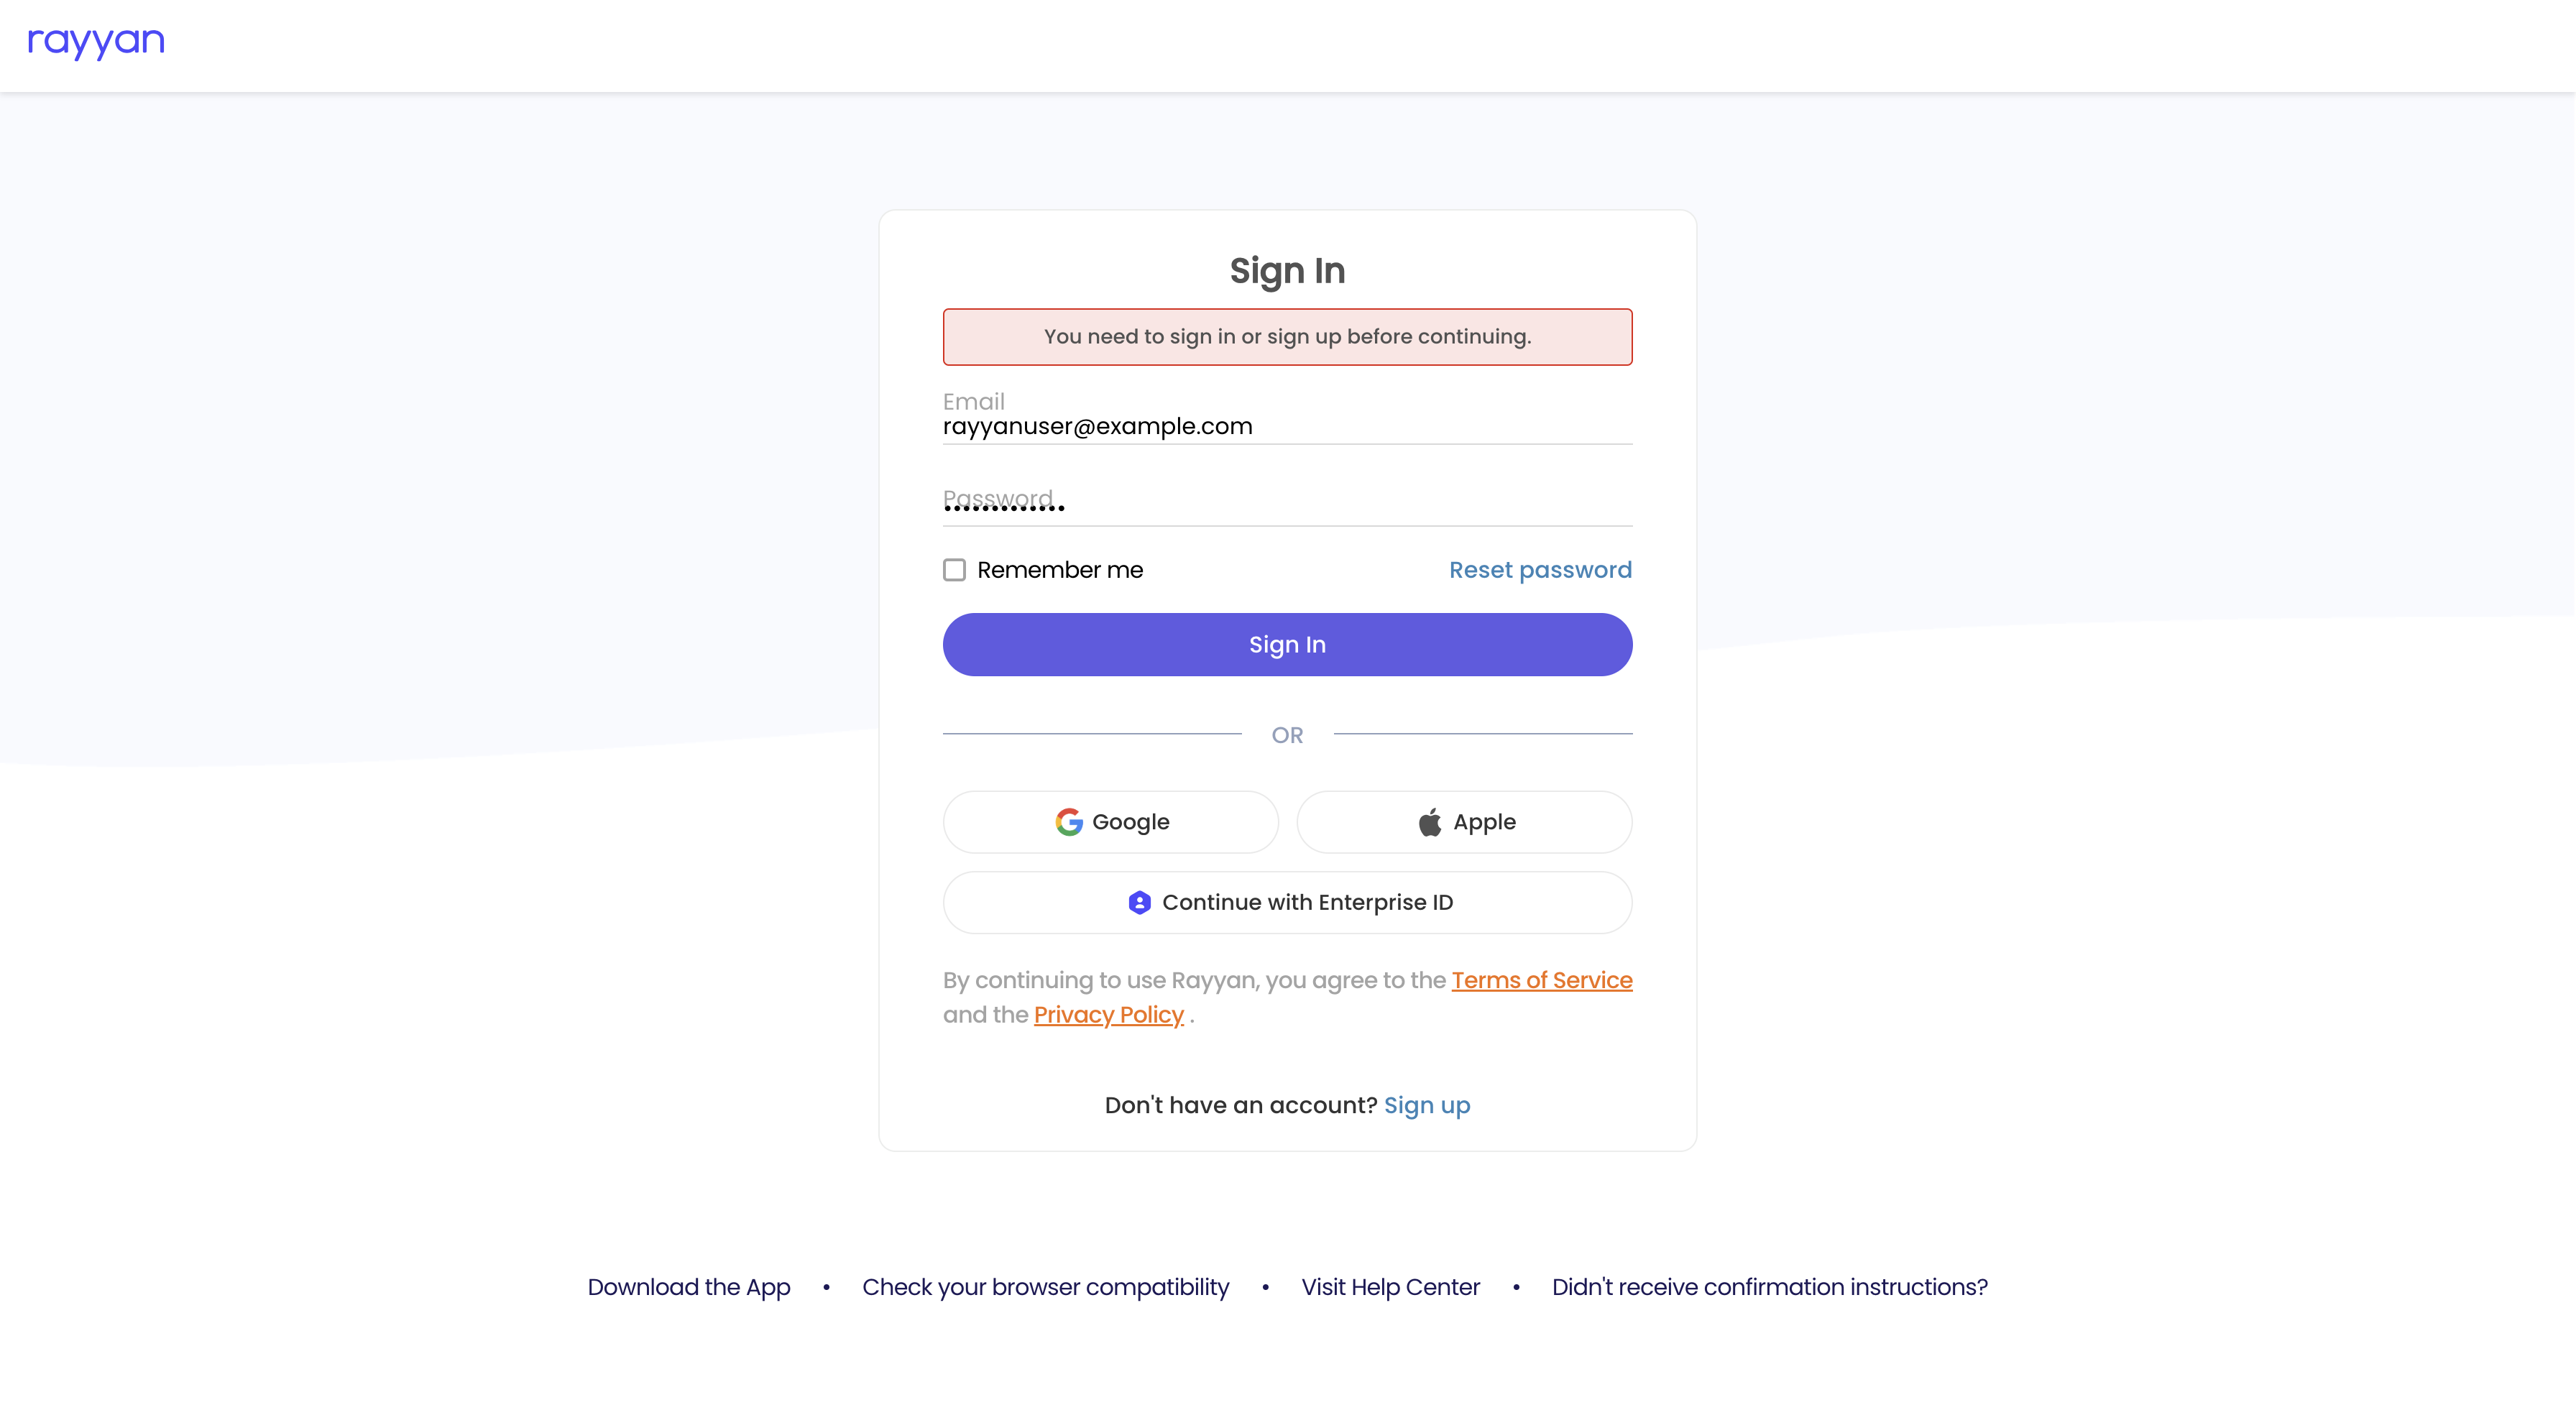 rayyan
Sign In
You need to sign in or sign up before continuing.
Email
rayyanuser@example.com
Password
•••••••••••••
Remember me
Reset password
Sign In
OR
Google
Apple
Continue with Enterprise ID
By continuing to use Rayyan, you agree to the Terms of Service
and the Privacy Policy .
Don't have an account? Sign up
Download the App • Check your browser compatibility • Visit Help Center • Didn't receive confirmation instructions?